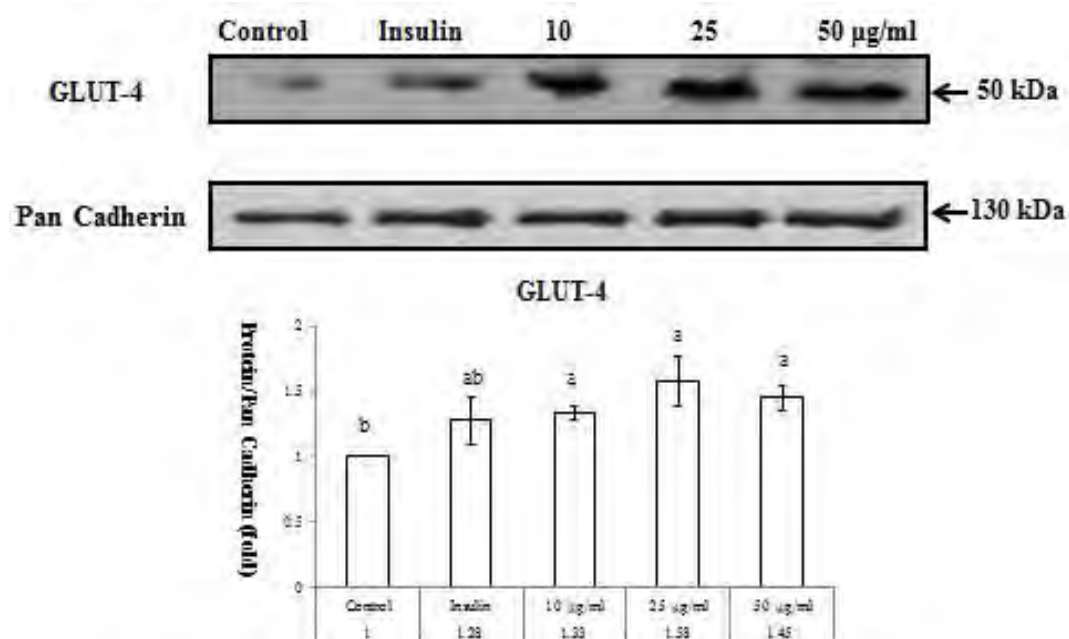 Control Insulin 10 25 50 µg/ml
GLUT-4
50 kDa
Pan Cadherin
130 kDa
GLUT-4
Protein/Pan Cadherin (fold)
2
1.5
1
0.5
0
b
ab
a
a
a
Control Insulin 10 µg/ml 25 µg/ml 50 µg/ml
1 1.28 1.33 1.58 1.45